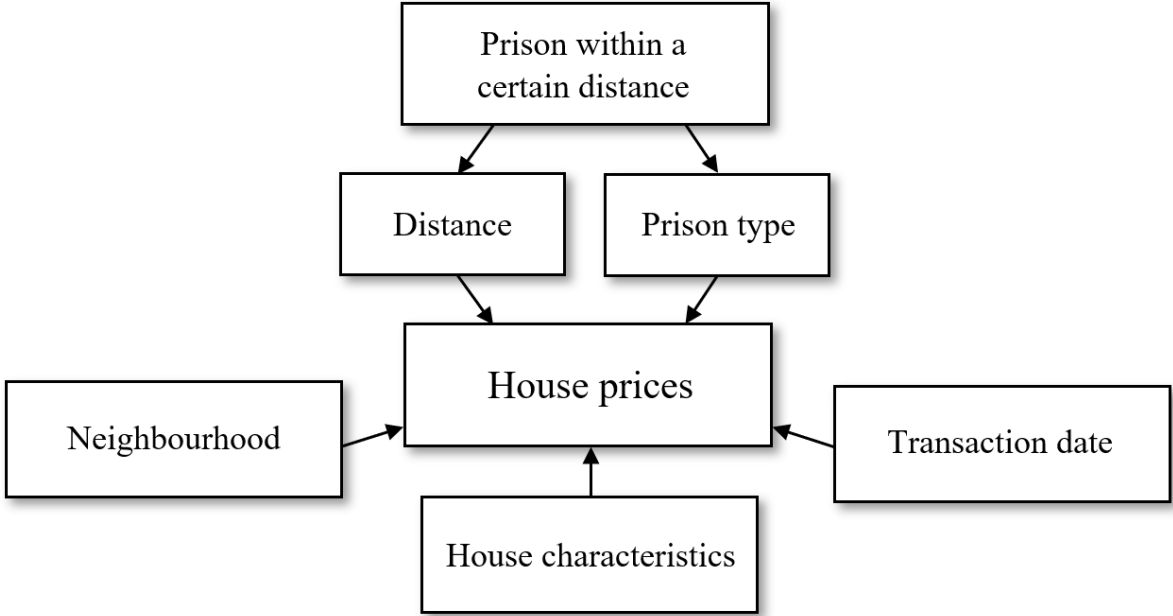 Prison within a
certain distance
Distance
Prison type
House prices
Neighbourhood
Transaction date
House characteristics